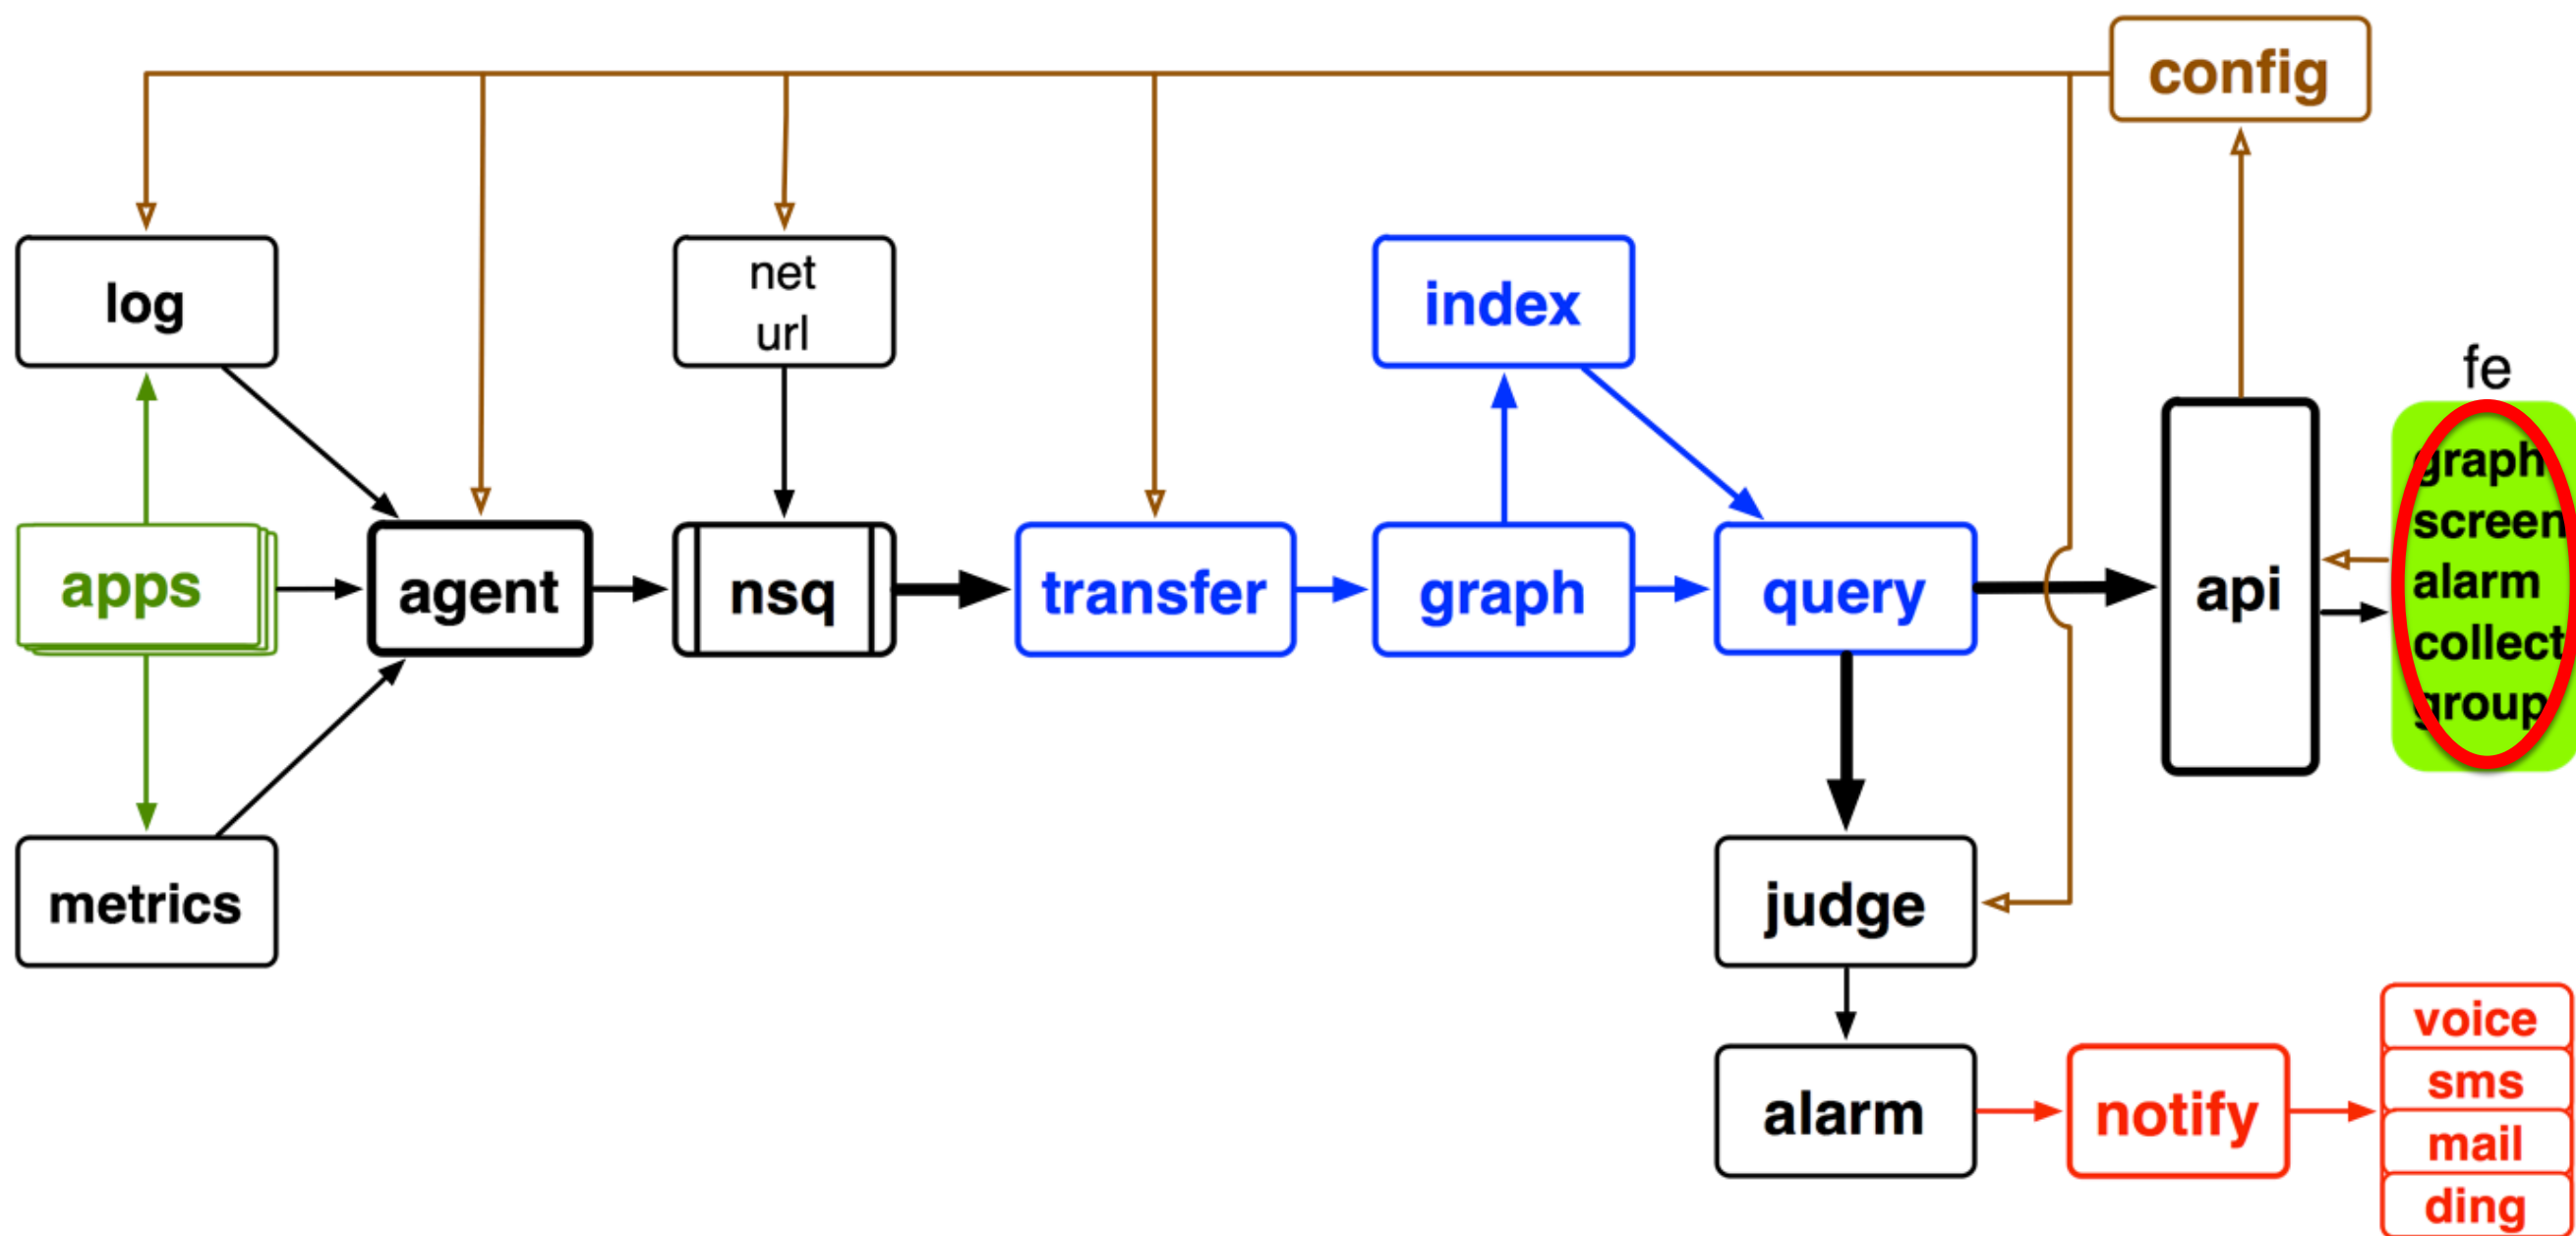 config
log
net
url
index
fe
graph
screen
alarm
collect
group
apps
agent
nsq
transfer
graph
query
api
metrics
judge
alarm
notify
voice
sms
mail
ding